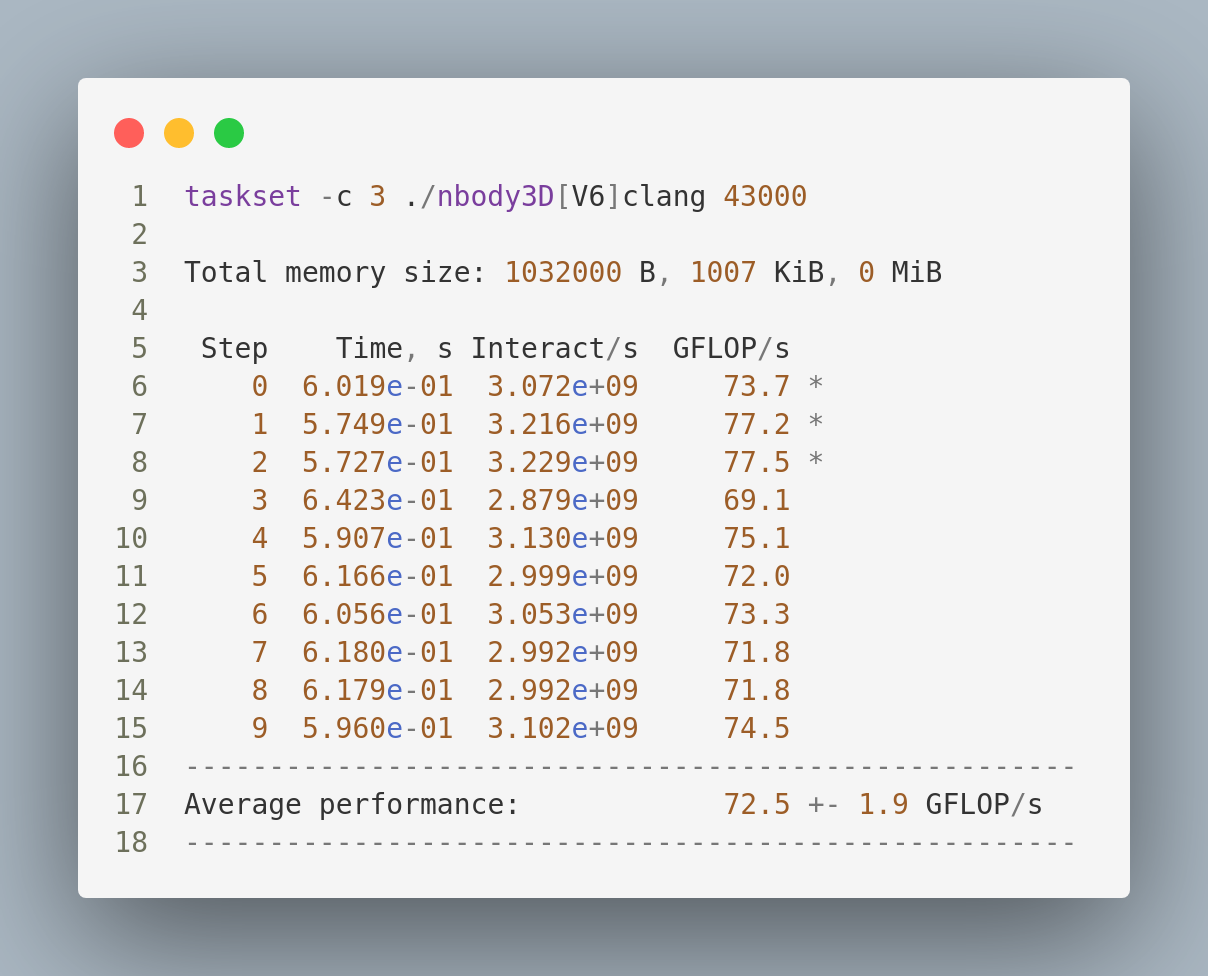 1 taskset -c 3 ./nbody3D[V6]clang 43000
2
3 Total memory size: 1032000 B, 1007 KiB, 0 MiB
4
5  Step    Time, s Interact/s  GFLOP/s
6     0  6.019e-01  3.072e+09     73.7 *
7     1  5.749e-01  3.216e+09     77.2 *
8     2  5.727e-01  3.229e+09     77.5 *
9     3  6.423e-01  2.879e+09     69.1
10     4  5.907e-01  3.130e+09     75.1
11     5  6.166e-01  2.999e+09     72.0
12     6  6.056e-01  3.053e+09     73.3
13     7  6.180e-01  2.992e+09     71.8
14     8  6.179e-01  2.992e+09     71.8
15     9  5.960e-01  3.102e+09     74.5
16 -----------------------------------------------------
17 Average performance:            72.5 +- 1.9 GFLOP/s
18 -----------------------------------------------------